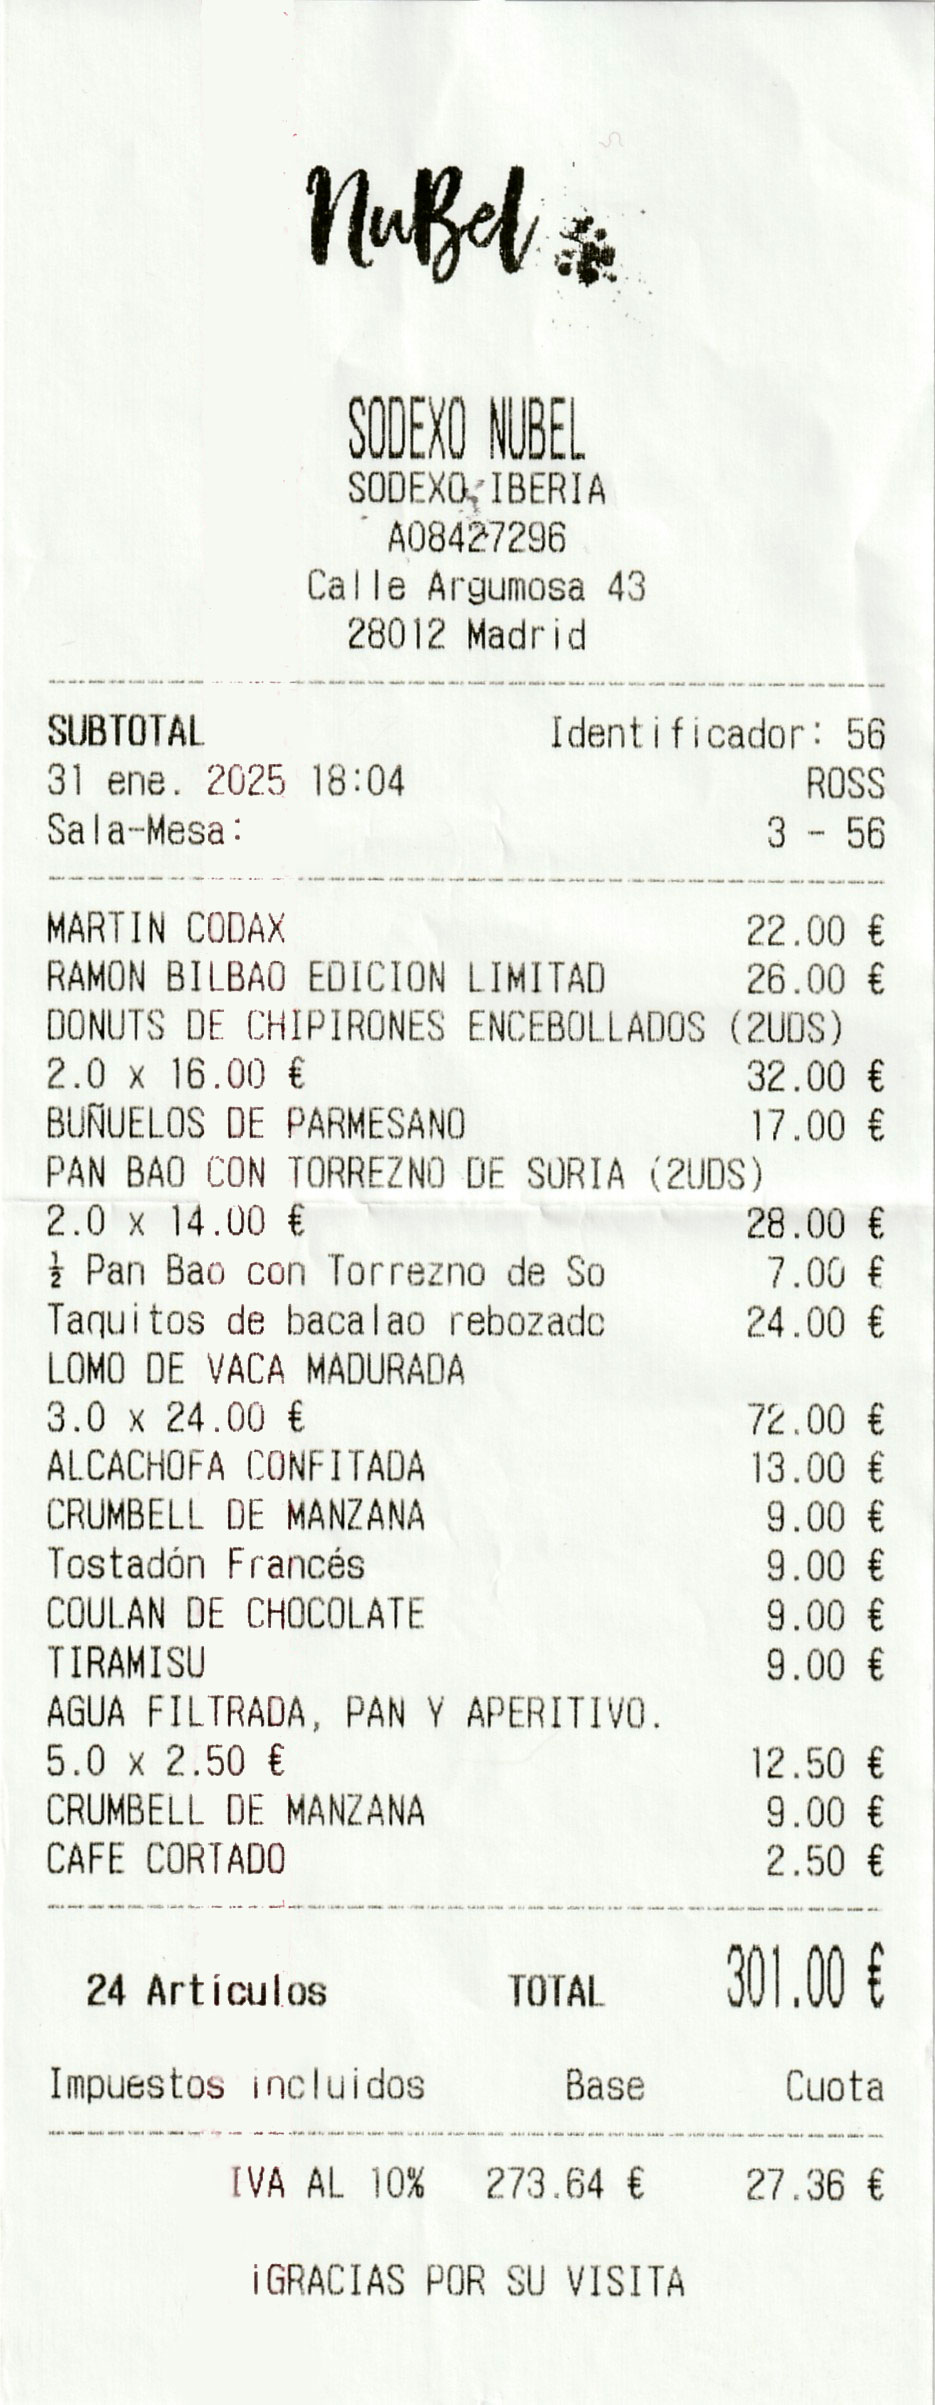 NuBel
SODEXO NUBEL
SODEXO IBERIA
A08427296
Calle Argumosa 43
28012 Madrid
SUBTOTAL Identificador: 56
31 ene. 2025 18:04 ROSS
Sala-Mesa: 3 - 56
MARTIN CODAX 22.00 €
RAMON BILBAO EDICION LIMITAD 26.00 €
DONUTS DE CHIPIRONES ENCEBOLLADOS (2UDS)
2.0 x 16.00 € 32.00 €
BUÑUELOS DE PARMESANO 17.00 €
PAN BAO CON TORREZNO DE SORIA (2UDS)
2.0 x 14.00 € 28.00 €
½ Pan Bao con Torrezno de So 7.00 €
Taquitos de bacalao rebozado 24.00 €
LOMO DE VACA MADURADA
3.0 x 24.00 € 72.00 €
ALCACHOFA CONFITADA 13.00 €
CRUMBELL DE MANZANA 9.00 €
Tostadón Francés 9.00 €
COULAN DE CHOCOLATE 9.00 €
TIRAMISU 9.00 €
AGUA FILTRADA, PAN Y APERITIVO.
5.0 x 2.50 € 12.50 €
CRUMBELL DE MANZANA 9.00 €
CAFE CORTADO 2.50 €
24 Artículos TOTAL 301.00 €
Impuestos incluidos Base Cuota
IVA AL 10% 273.64 € 27.36 €
¡GRACIAS POR SU VISITA